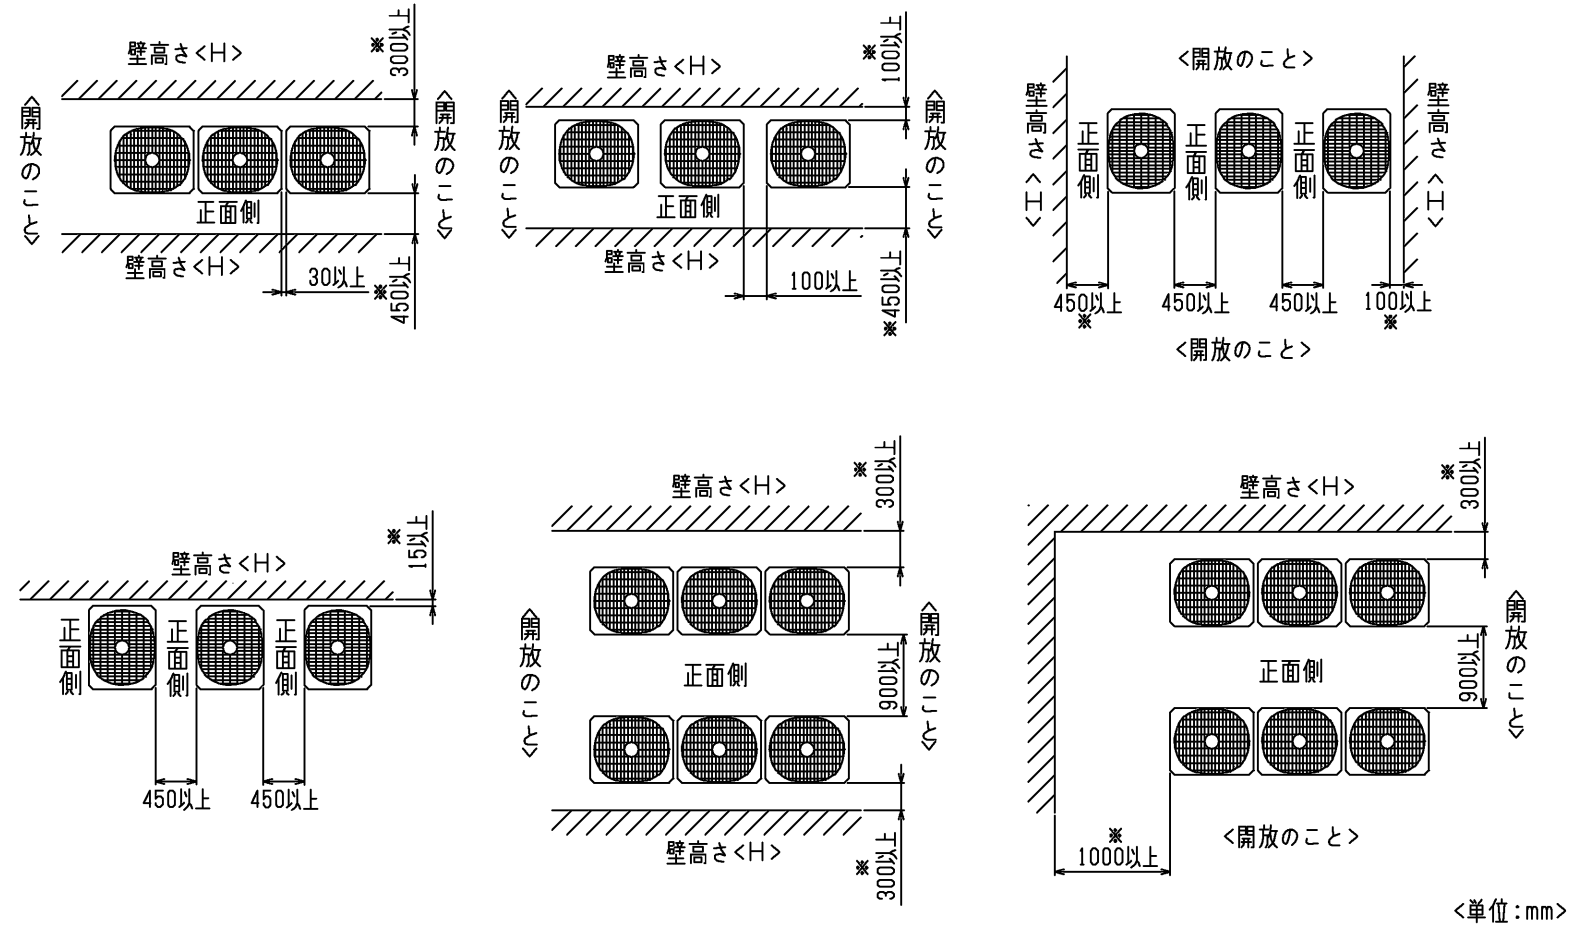 壁高さ<H>
※
300以上
<開放のこと>
<開放のこと>
正面側
壁高さ<H>
30以上
※
450以上
壁高さ<H>
※
100以上
<開放のこと>
<開放のこと>
正面側
壁高さ<H>
100以上
※450以上
<開放のこと>
壁高さ<H>
正面側
正面側
正面側
壁高さ<H>
450以上
※
450以上
450以上
100以上
※
<開放のこと>
壁高さ<H>
※
15以上
正面側
正面側
正面側
450以上
450以上
壁高さ<H>
※
300以上
<開放のこと>
正面側
900以上
<開放のこと>
壁高さ<H>
※
300以上
壁高さ<H>
※
300以上
正面側
900以上
<開放のこと>
※
1000以上
<開放のこと>
<単位:mm>